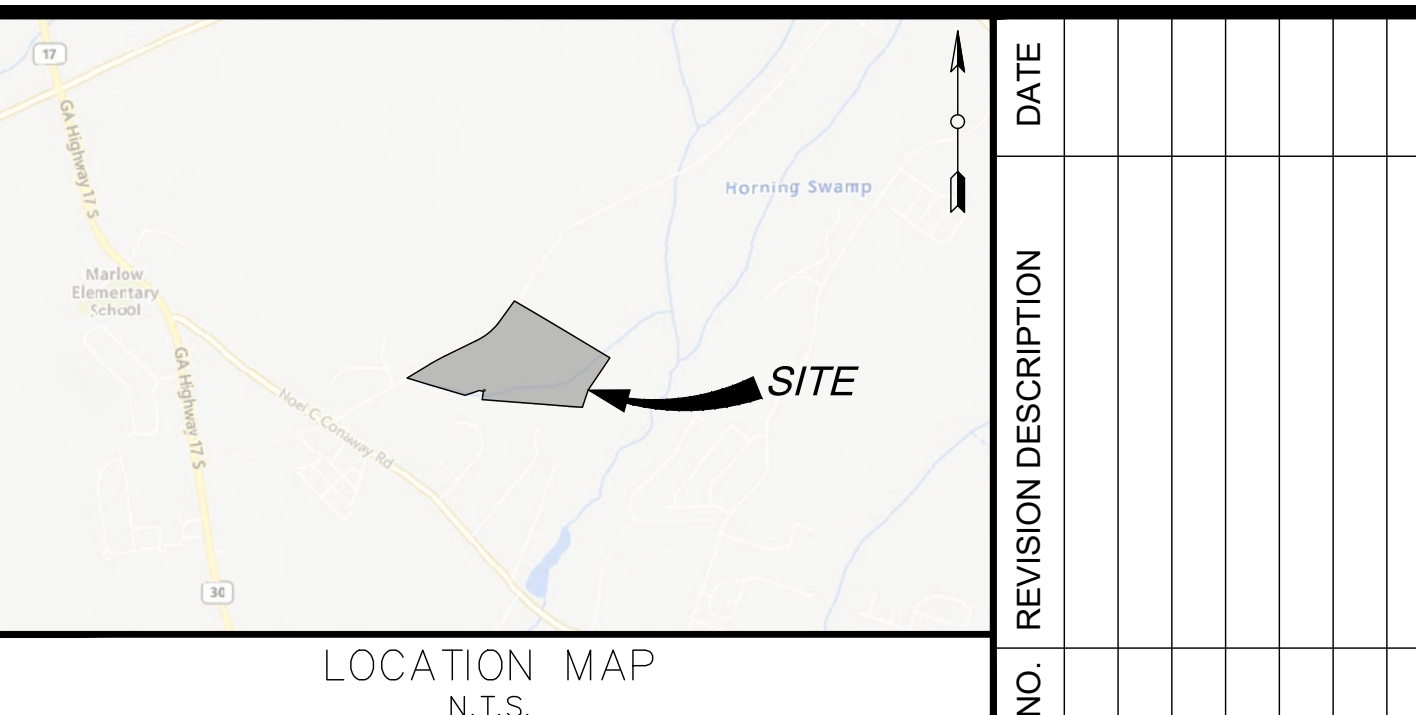 17
GA Highway 17 S
Horning Swamp
Marlow
Elementary
School
GA Highway 17 S
Noel C Conaway Rd
SITE
30
LOCATION MAP
N.T.S.
DATE
REVISION DESCRIPTION
NO.